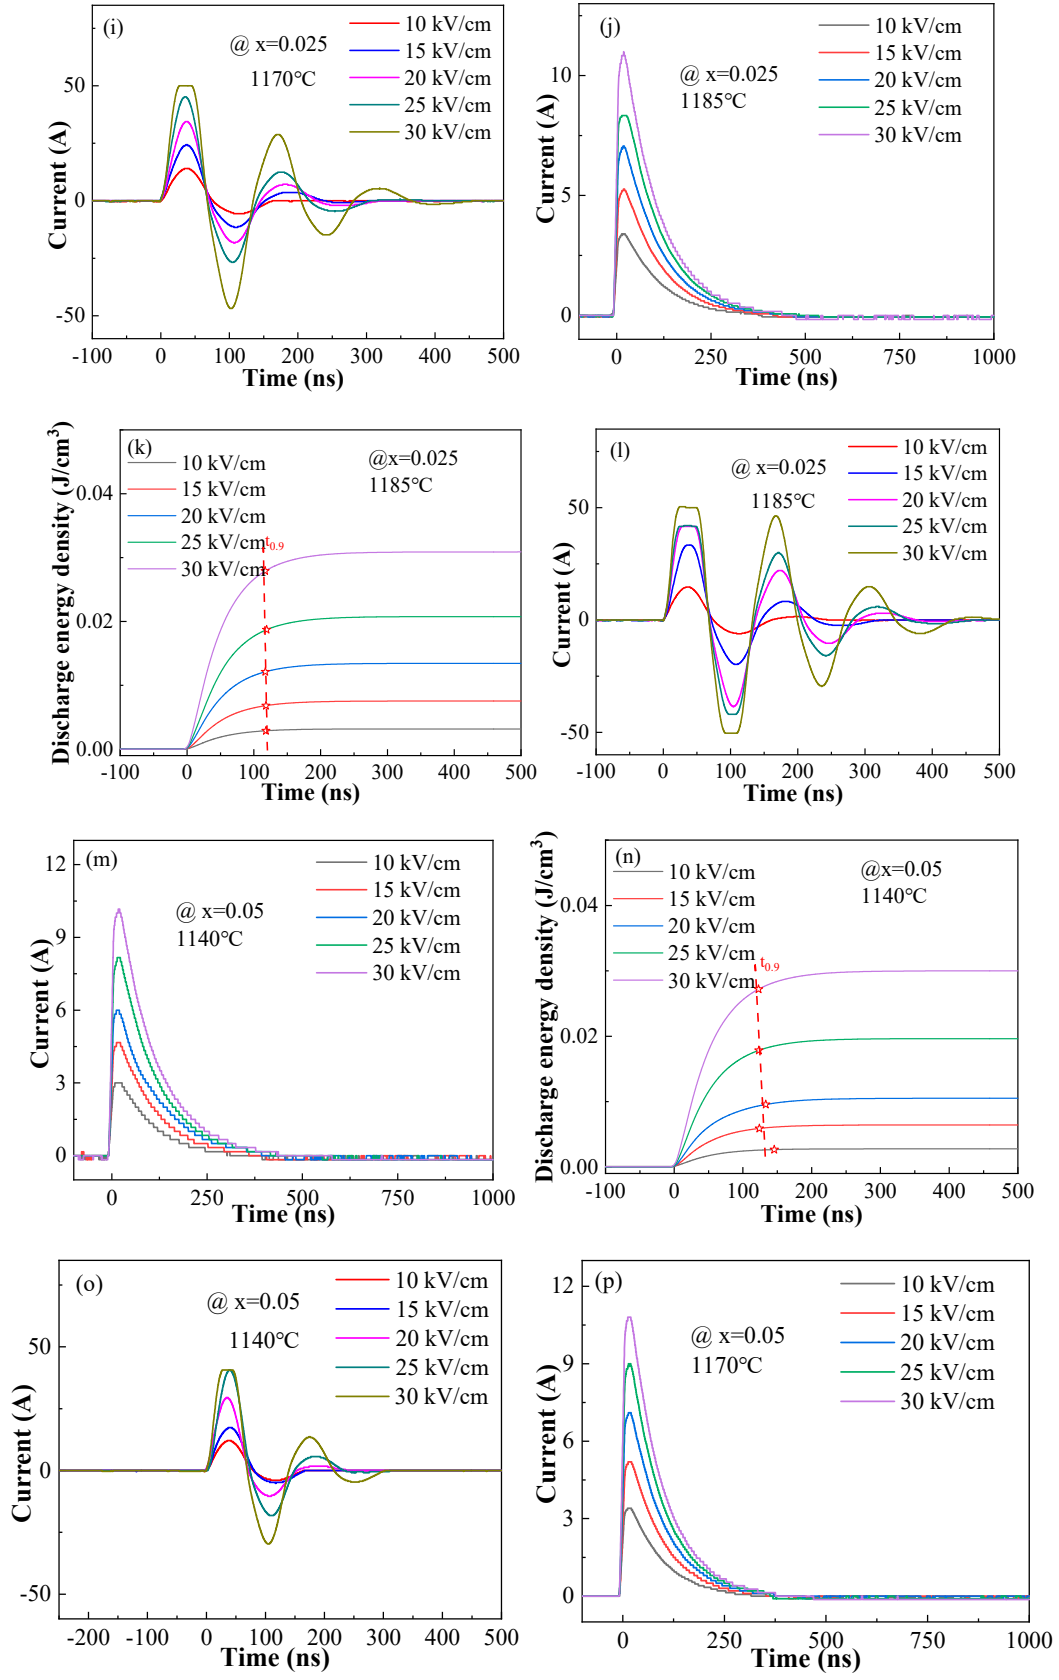 (i)
@ x=0.025
1170℃
10 kV/cm
15 kV/cm
20 kV/cm
25 kV/cm
30 kV/cm
50
0
-50
Current (A)
-100 0 100 200 300 400 500
Time (ns)
(j)
@ x=0.025
1185℃
10 kV/cm
15 kV/cm
20 kV/cm
25 kV/cm
30 kV/cm
10
5
0
Current (A)
0 250 500 750 1000
Time (ns)
(k)
@x=0.025
1185℃
10 kV/cm
15 kV/cm
20 kV/cm
25 kV/cm
30 kV/cm
t0.9
0.04
0.02
0.00
Discharge energy density (J/cm³)
-100 0 100 200 300 400 500
Time (ns)
(l)
@ x=0.025
1185℃
10 kV/cm
15 kV/cm
20 kV/cm
25 kV/cm
30 kV/cm
50
0
-50
Current (A)
-100 0 100 200 300 400 500
Time (ns)
(m)
@ x=0.05
1140℃
10 kV/cm
15 kV/cm
20 kV/cm
25 kV/cm
30 kV/cm
12
9
6
3
0
Current (A)
0 250 500 750 1000
Time (ns)
(n)
@x=0.05
1140℃
10 kV/cm
15 kV/cm
20 kV/cm
25 kV/cm
30 kV/cm
t0.9
0.04
0.02
0.00
Discharge energy density (J/cm³)
-100 0 100 200 300 400 500
Time (ns)
(o)
@ x=0.05
1140℃
10 kV/cm
15 kV/cm
20 kV/cm
25 kV/cm
30 kV/cm
50
0
-50
Current (A)
-200 -100 0 100 200 300 400 500
Time (ns)
(p)
@ x=0.05
1170℃
10 kV/cm
15 kV/cm
20 kV/cm
25 kV/cm
30 kV/cm
12
9
6
3
0
Current (A)
0 250 500 750 1000
Time (ns)